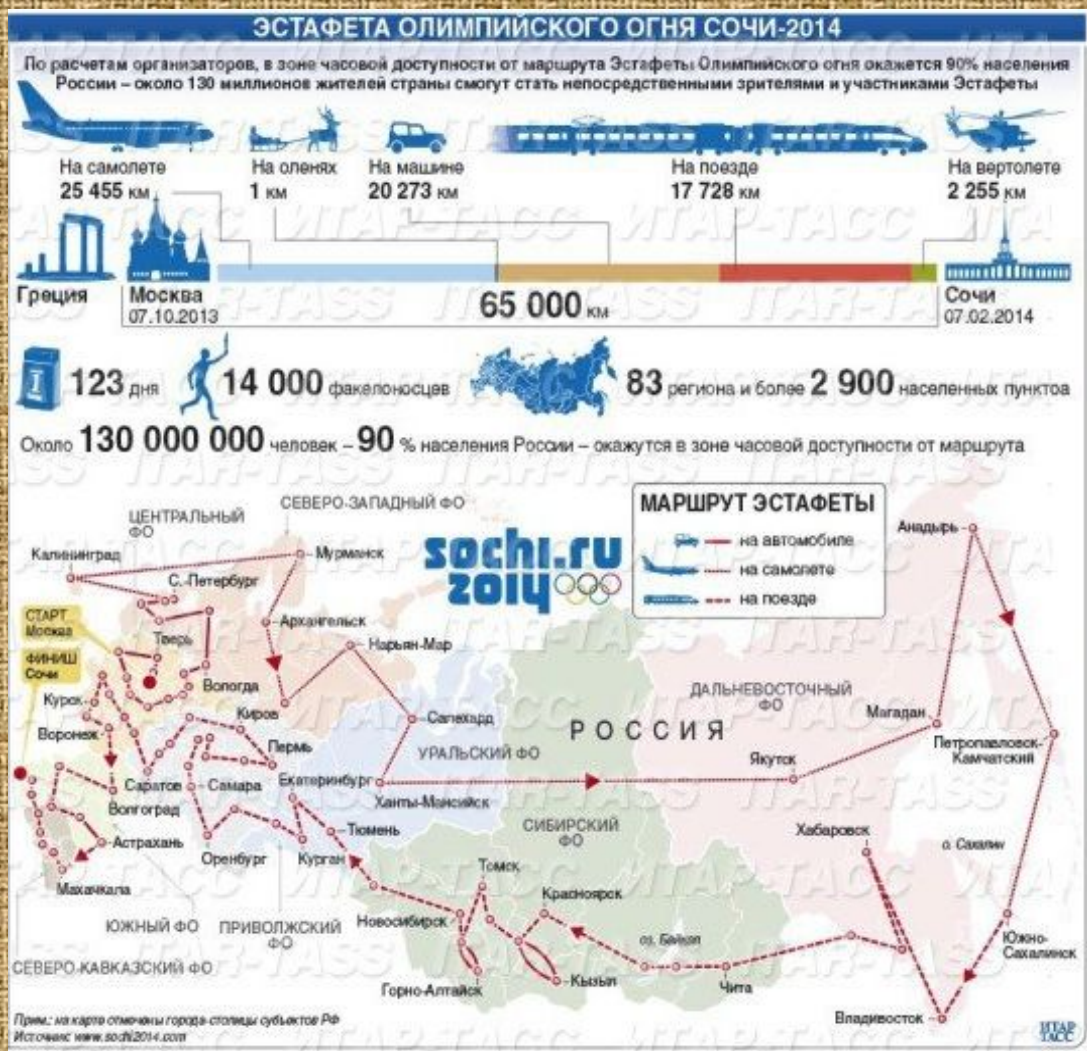 ЭСТАФЕТА ОЛИМПИЙСКОГО ОГНЯ СОЧИ-2014
По расчетам организаторов, в зоне часовой доступности от маршрута Эстафеты Олимпийского огня окажется 90% населения
России – около 130 миллионов жителей страны смогут стать непосредственными зрителями и участниками Эстафеты
На самолете
25 455 км
На оленях
1 км
На машине
20 273 км
На поезде
17 728 км
На вертолете
2 255 км
Греция
Москва
07.10.2013
65 000 км
Сочи
07.02.2014
123 дня
14 000 факелоносцев
83 региона и более 2 900 населенных пунктоа
Около 130 000 000 человек – 90 % населения России – окажутся в зоне часовой доступности от маршрута
МАРШРУТ ЭСТАФЕТЫ
на автомобиле
на самолете
на поезде
sochi.ru
2014
СЕВЕРО-ЗАПАДНЫЙ ФО
ЦЕНТРАЛЬНЫЙ
ФО
Калининград
Мурманск
С.-Петербург
Анадырь
СТАРТ
Москва
Архангельск
Тверь
Нарьян-Мар
ФИНИШ
Сочи
Вологда
ДАЛЬНЕВОСТОЧНЫЙ
ФО
Курск
Киров
Салехард
РОССИЯ
Магадан
Воронеж
Пермь
УРАЛЬСКИЙ ФО
Петропавловск-
Камчатский
Якутск
Саратов
Самара
Екатеринбург
Ханты-Мансийск
Волгоград
СИБИРСКИЙ
ФО
Тюмень
Хабаровск
Астрахань
о. Сахалин
Оренбург
Курган
Томск
Махачкала
Красноярск
Новосибирск
ЮЖНЫЙ ФО
ПРИВОЛЖСКИЙ
ФО
оз. Байкал
Южно-
Сахалинск
СЕВЕРО-КАВКАЗСКИЙ ФО
Горно-Алтайск
Кызыл
Чита
Владивосток
Прим.: на карте отмечены города-столицы субъектов РФ
Источник: www.sochi2014.com
ИТАР
ТАСС